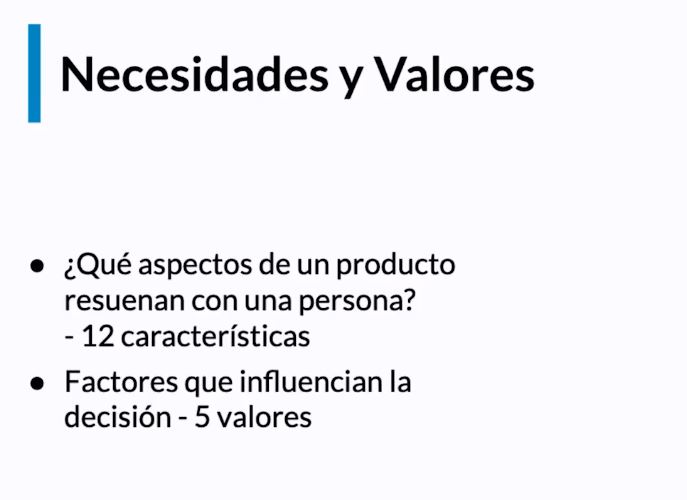 Necesidades y Valores
● ¿Qué aspectos de un producto
resuenan con una persona?
- 12 características
● Factores que influencian la
decisión - 5 valores